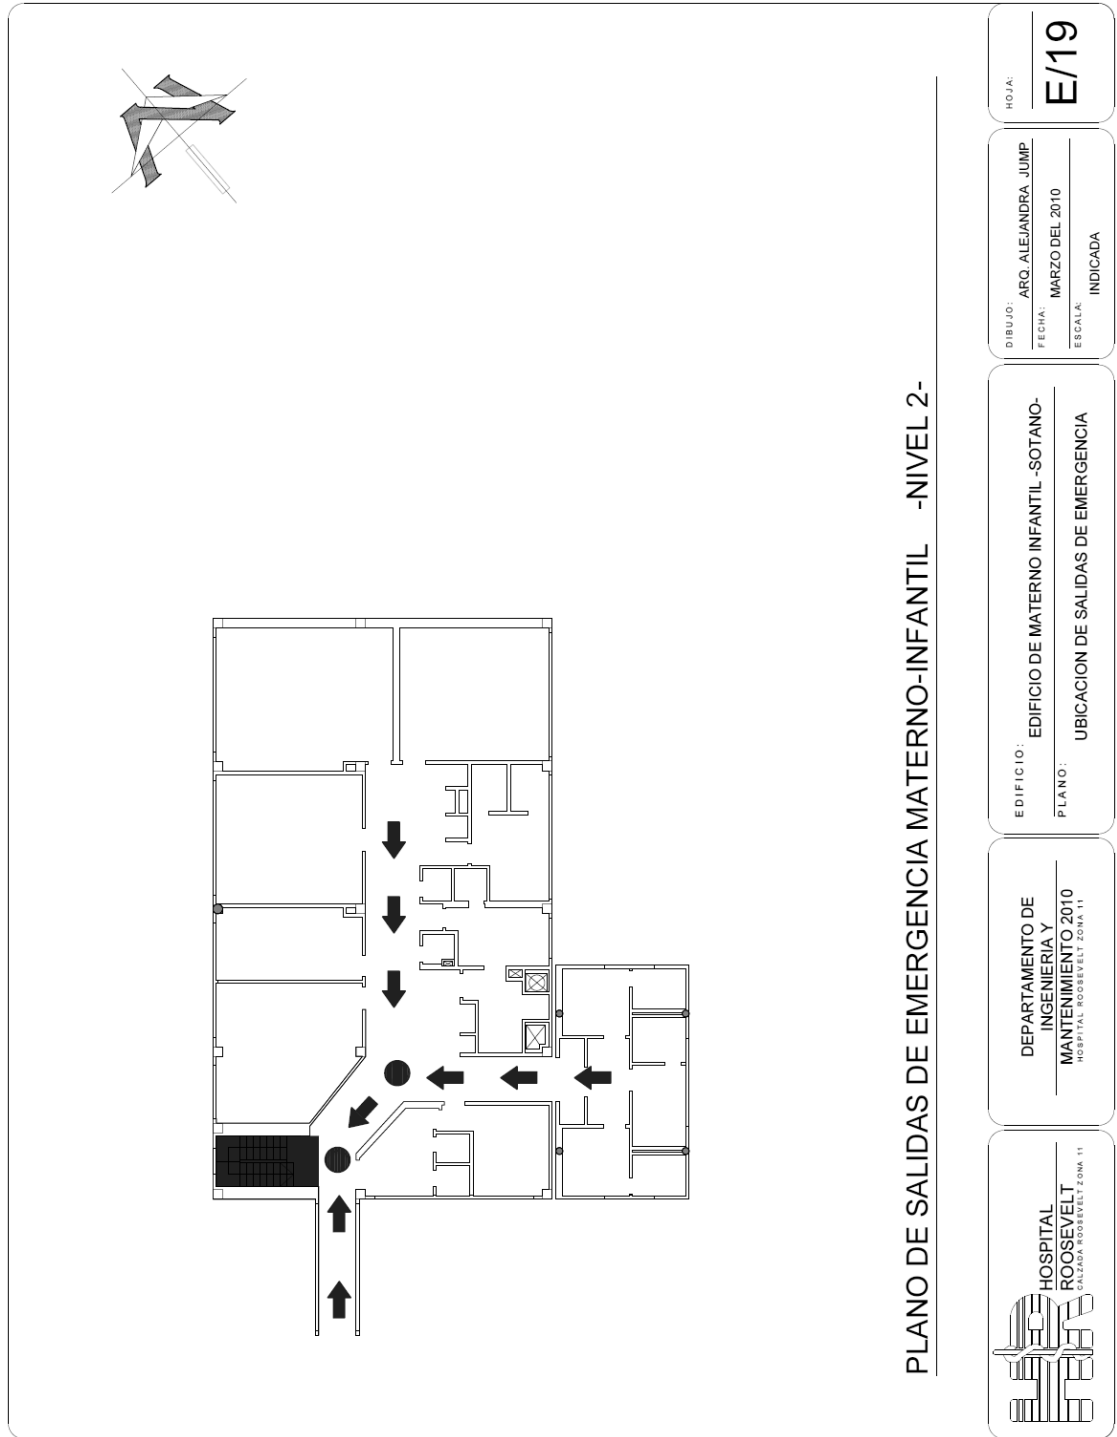 PLANO DE SALIDAS DE EMERGENCIA MATERNO-INFANTIL -NIVEL 2-
HOSPITAL
ROOSEVELT
CALZADA ROOSEVELT ZONA 11
DEPARTAMENTO DE
INGENIERIA Y
MANTENIMIENTO 2010
HOSPITAL ROOSEVELT ZONA 11
EDIFICIO:
EDIFICIO DE MATERNO INFANTIL -SOTANO-
PLANO:
UBICACION DE SALIDAS DE EMERGENCIA
DIBUJO:
ARQ. ALEJANDRA JUMP
FECHA:
MARZO DEL 2010
ESCALA:
INDICADA
HOJA:
E/19